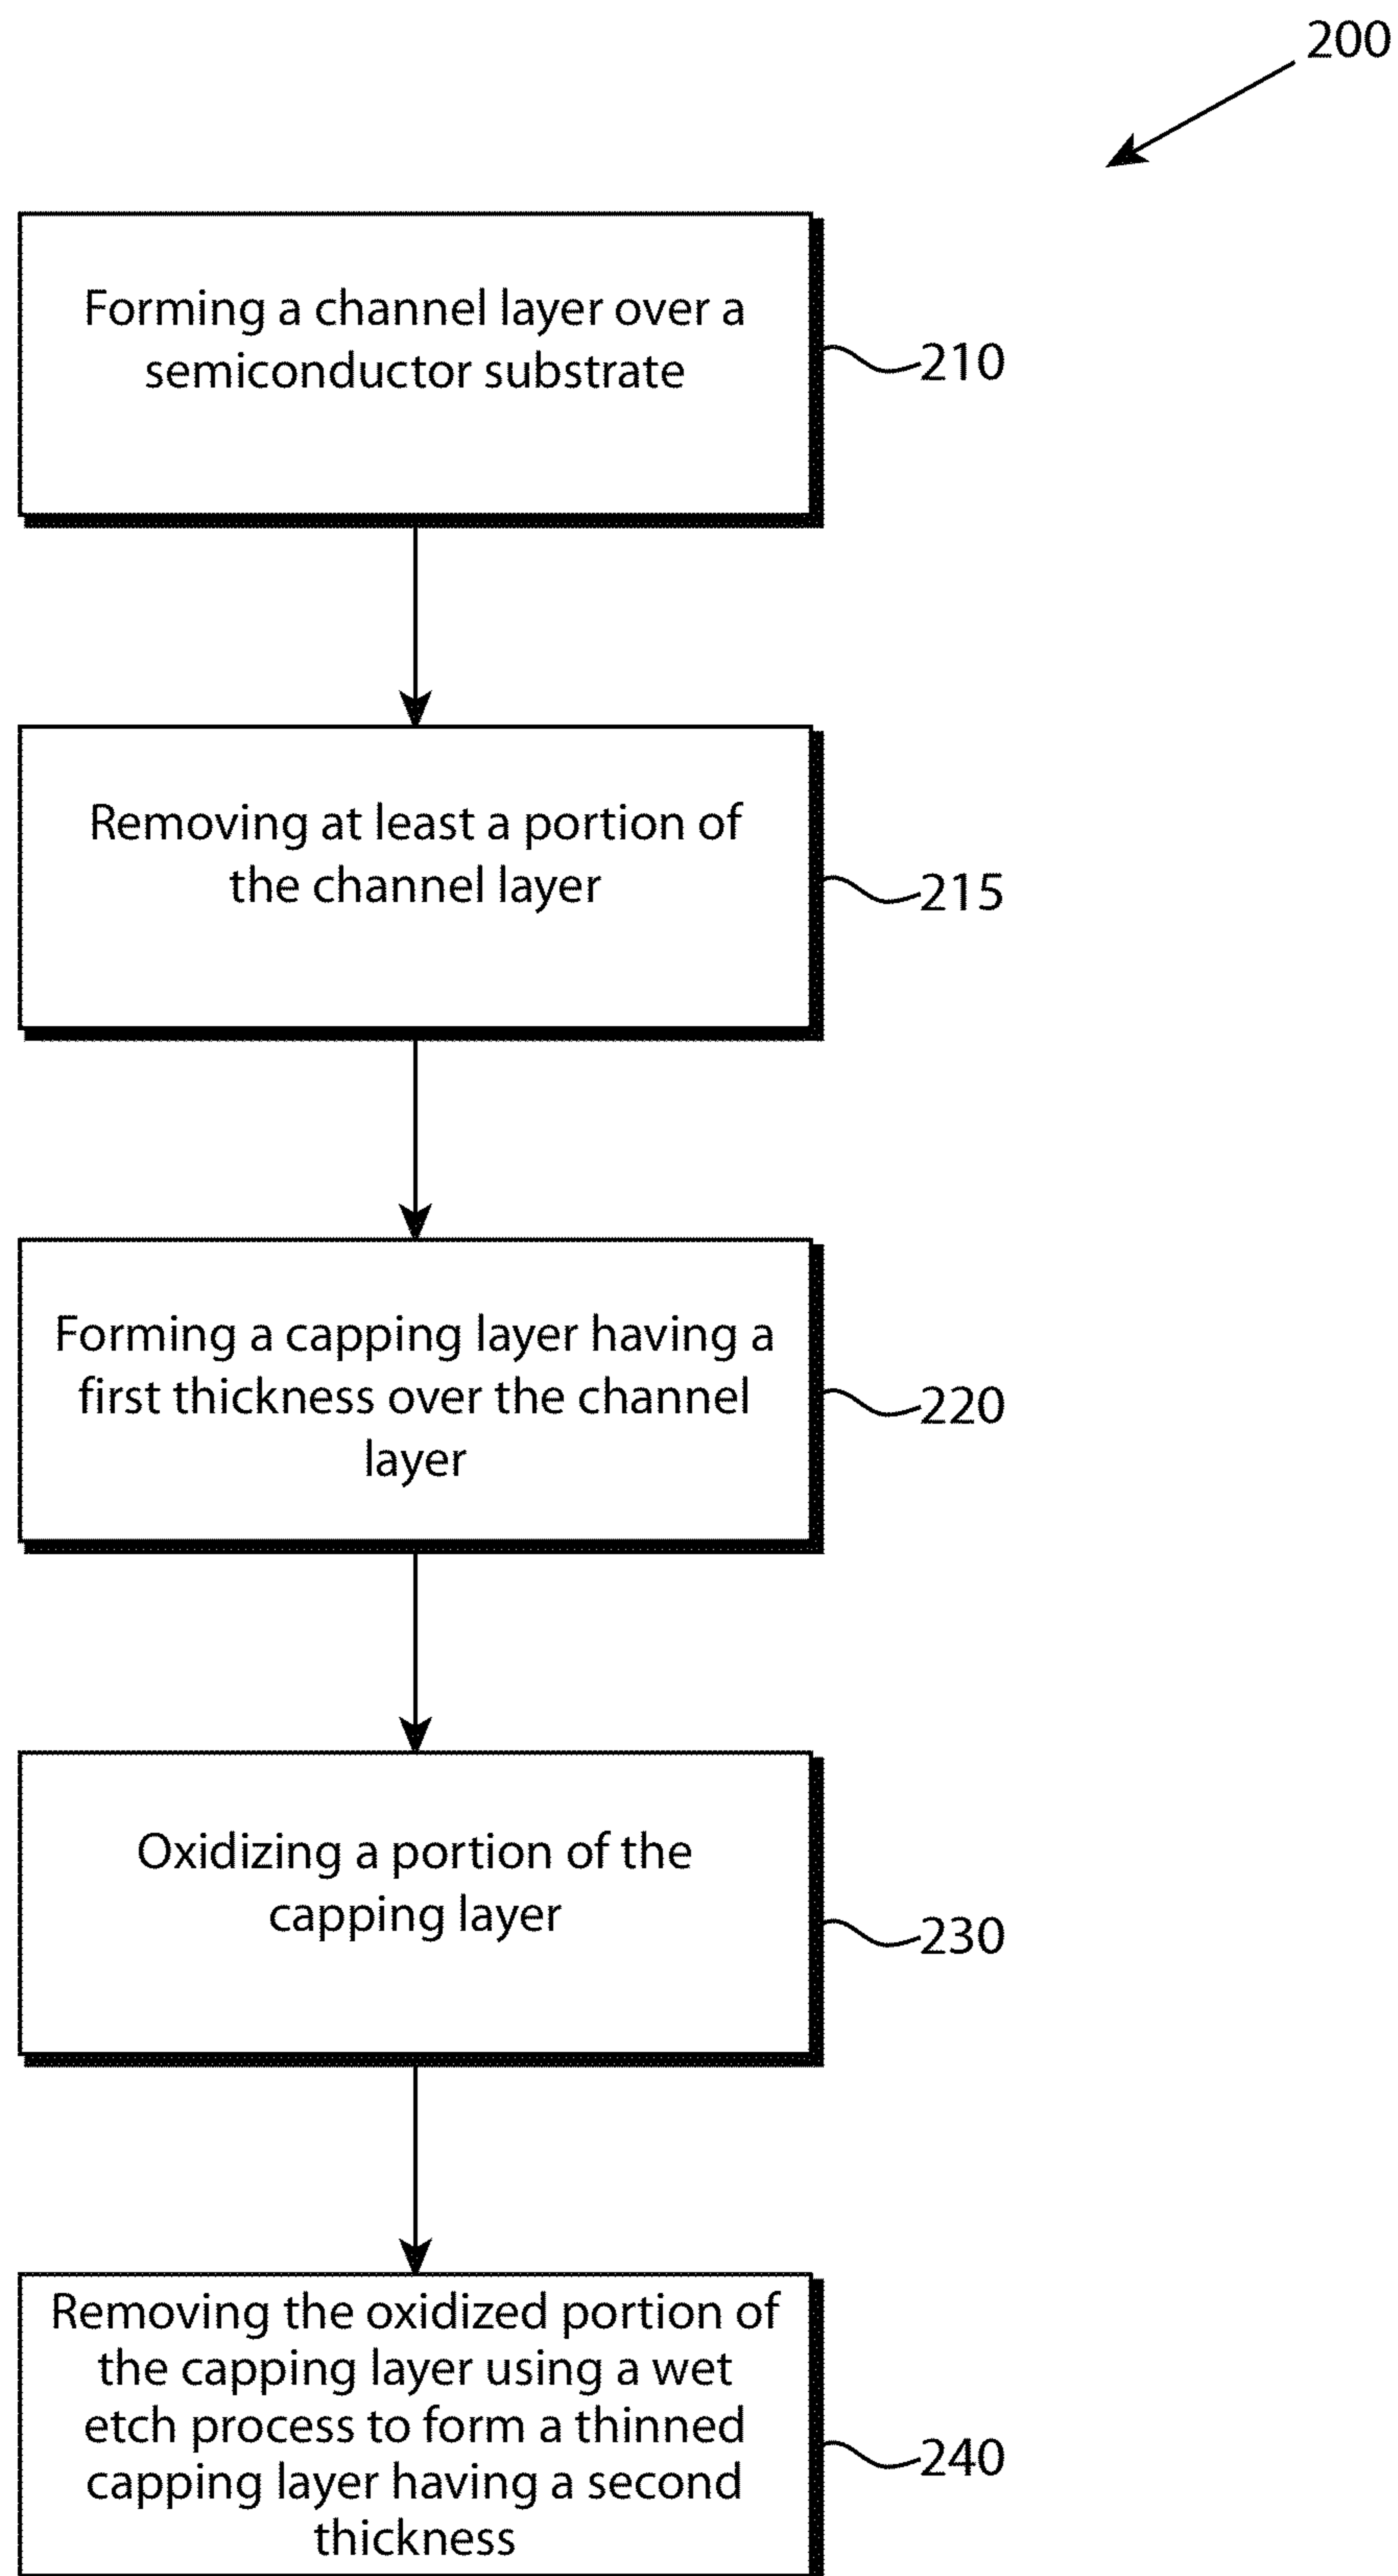 200
Forming a channel layer over a
semiconductor substrate
210
Removing at least a portion of
the channel layer
215
Forming a capping layer having a
first thickness over the channel
layer
220
Oxidizing a portion of the
capping layer
230
Removing the oxidized portion of
the capping layer using a wet
etch process to form a thinned
capping layer having a second
thickness
240